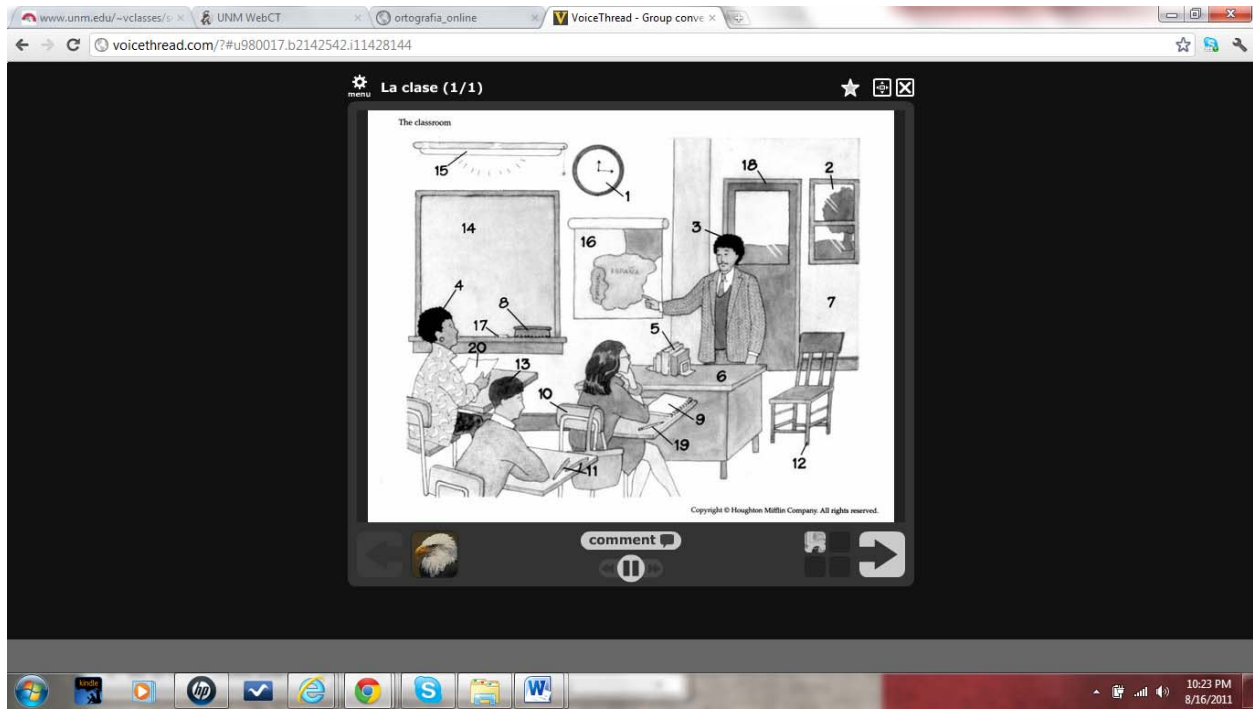 www.unm.edu/~vclasses/s
UNM WebCT
ortografia_online
VoiceThread - Group conve
voicethread.com/?#u980017.b2142542.i11428144
menu
La clase (1/1)
The classroom
15
1
18
2
14
16
3
ESPAÑA
4
8
7
17
5
20
13
6
10
9
19
11
12
Copyright © Houghton Mifflin Company. All rights reserved.
comment
kindle
hp
10:23 PM
8/16/2011